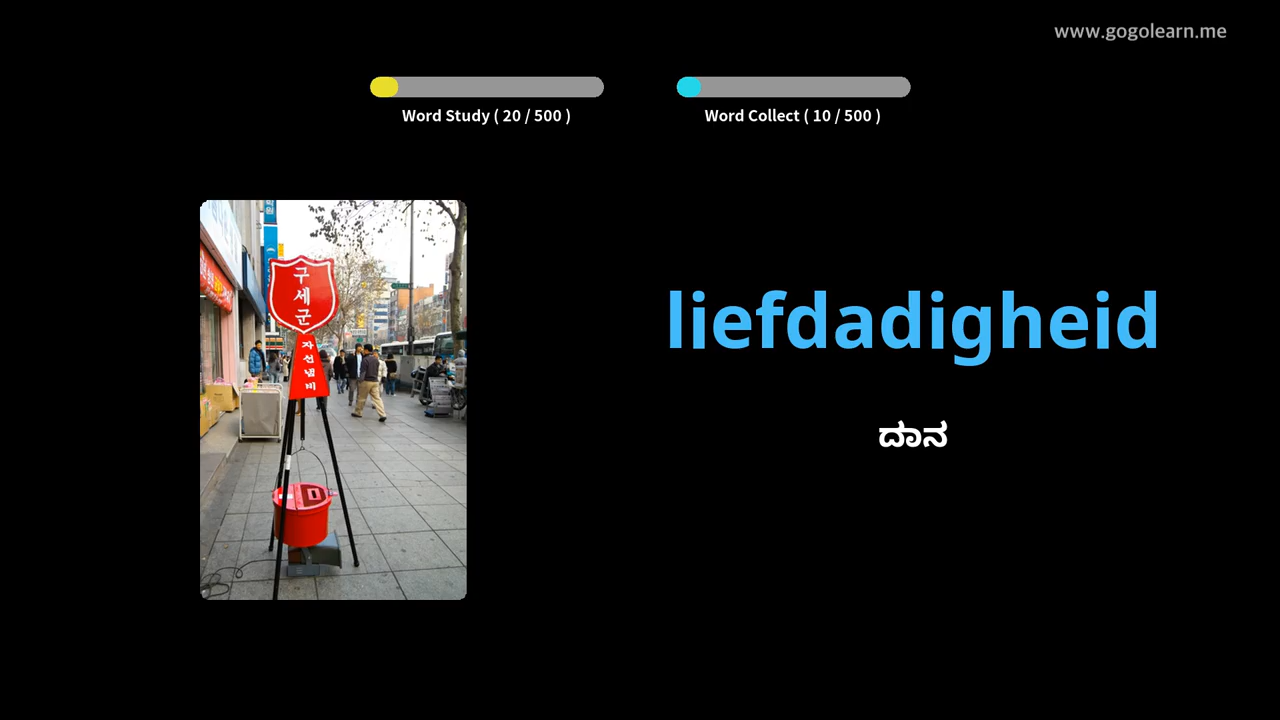 www.gogolearn.me
Word Study ( 20 / 500 )
Word Collect ( 10 / 500 )
구
세
군
자
선
냄
비
liefdadigheid
ದಾನ